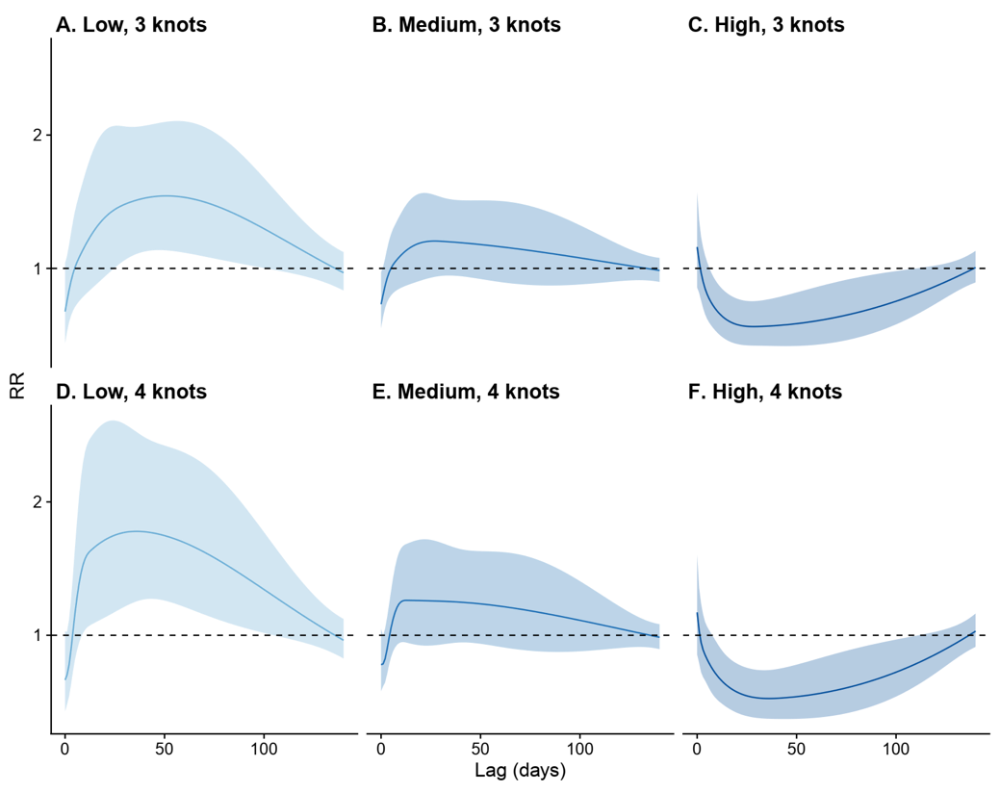 A. Low, 3 knots
B. Medium, 3 knots
C. High, 3 knots
2
1
RR
D. Low, 4 knots
E. Medium, 4 knots
F. High, 4 knots
2
1
0 50 100
0 50 100
0 50 100
Lag (days)